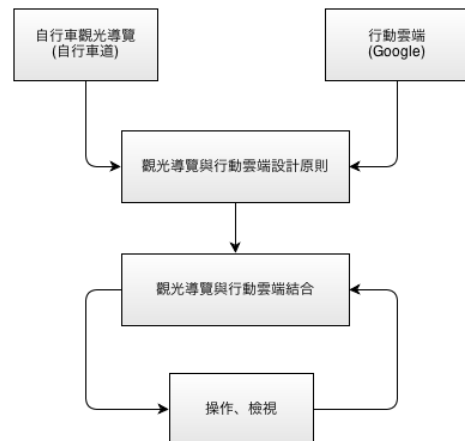 自行車觀光導覽
(自行車道)
行動雲端
(Google)
觀光導覽與行動雲端設計原則
觀光導覽與行動雲端結合
操作、檢視